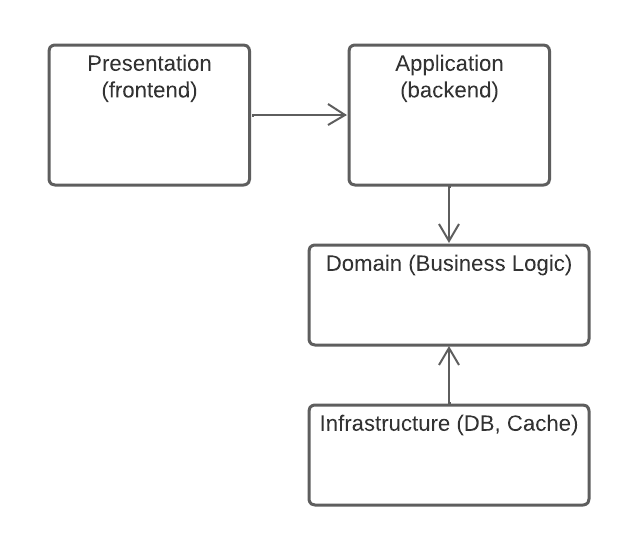 Presentation
(frontend)
Application
(backend)
Domain (Business Logic)
Infrastructure (DB, Cache)